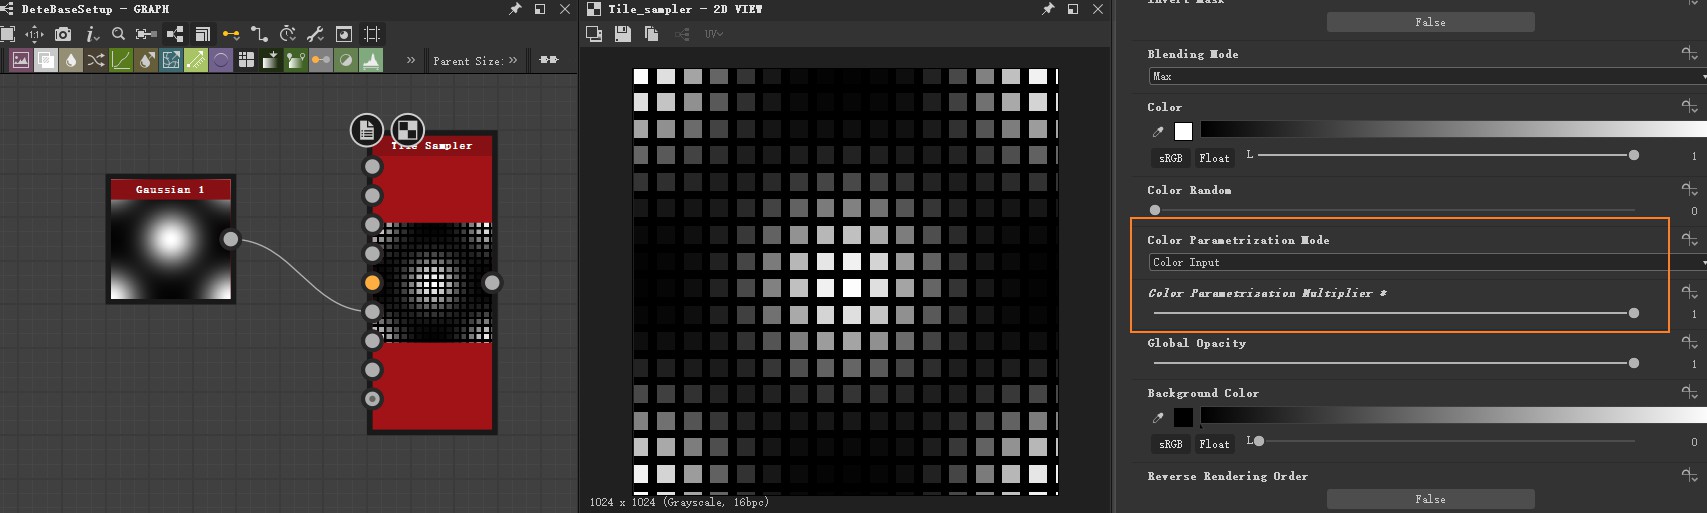 DeteBaseSetup - GRAPH
Parent Size:
Gaussian 1
Tile Sampler
Tile_sampler - 2D VIEW
UV
1024 x 1024 (Grayscale, 16bpc)
Invert Mask
False
Blending Mode
Max
Color
sRGB Float L 1
Color Random
0
Color Parametrization Mode
Color Input
Color Parametrization Multiplier *
1
Global Opacity
1
Background Color
sRGB Float L 0
Reverse Rendering Order
False